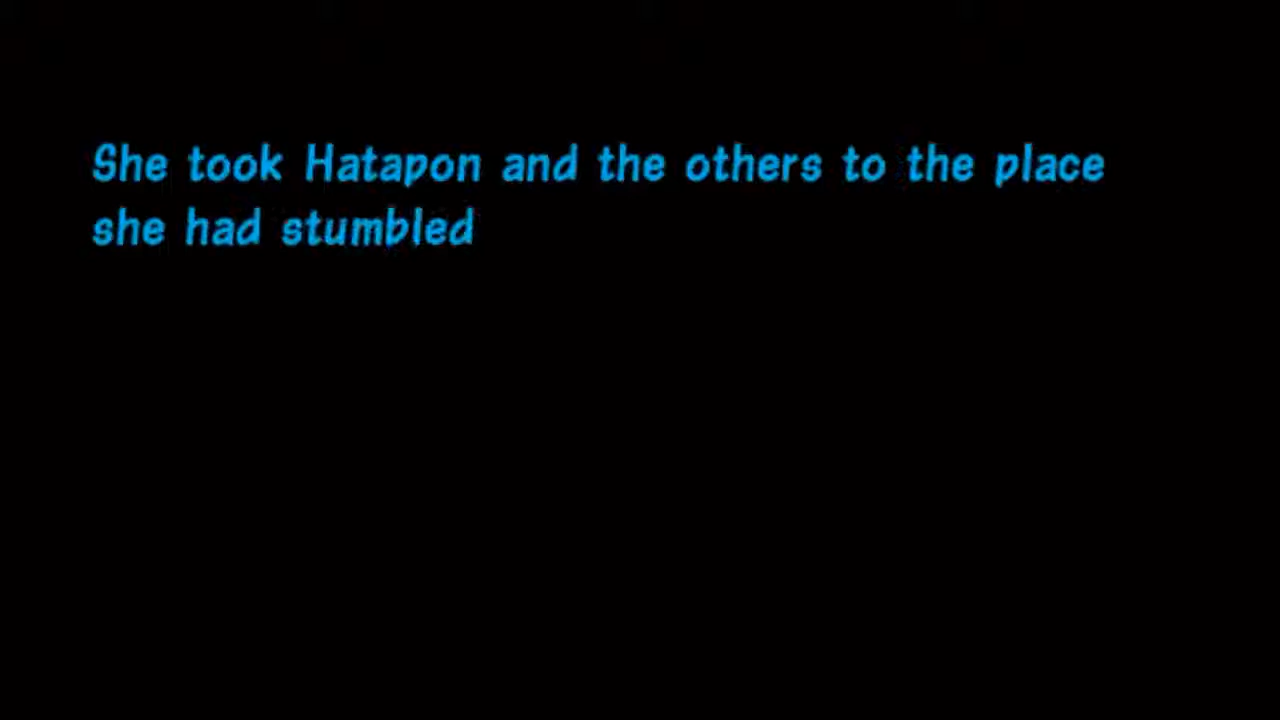 She took Hatapon and the others to the place
she had stumbled